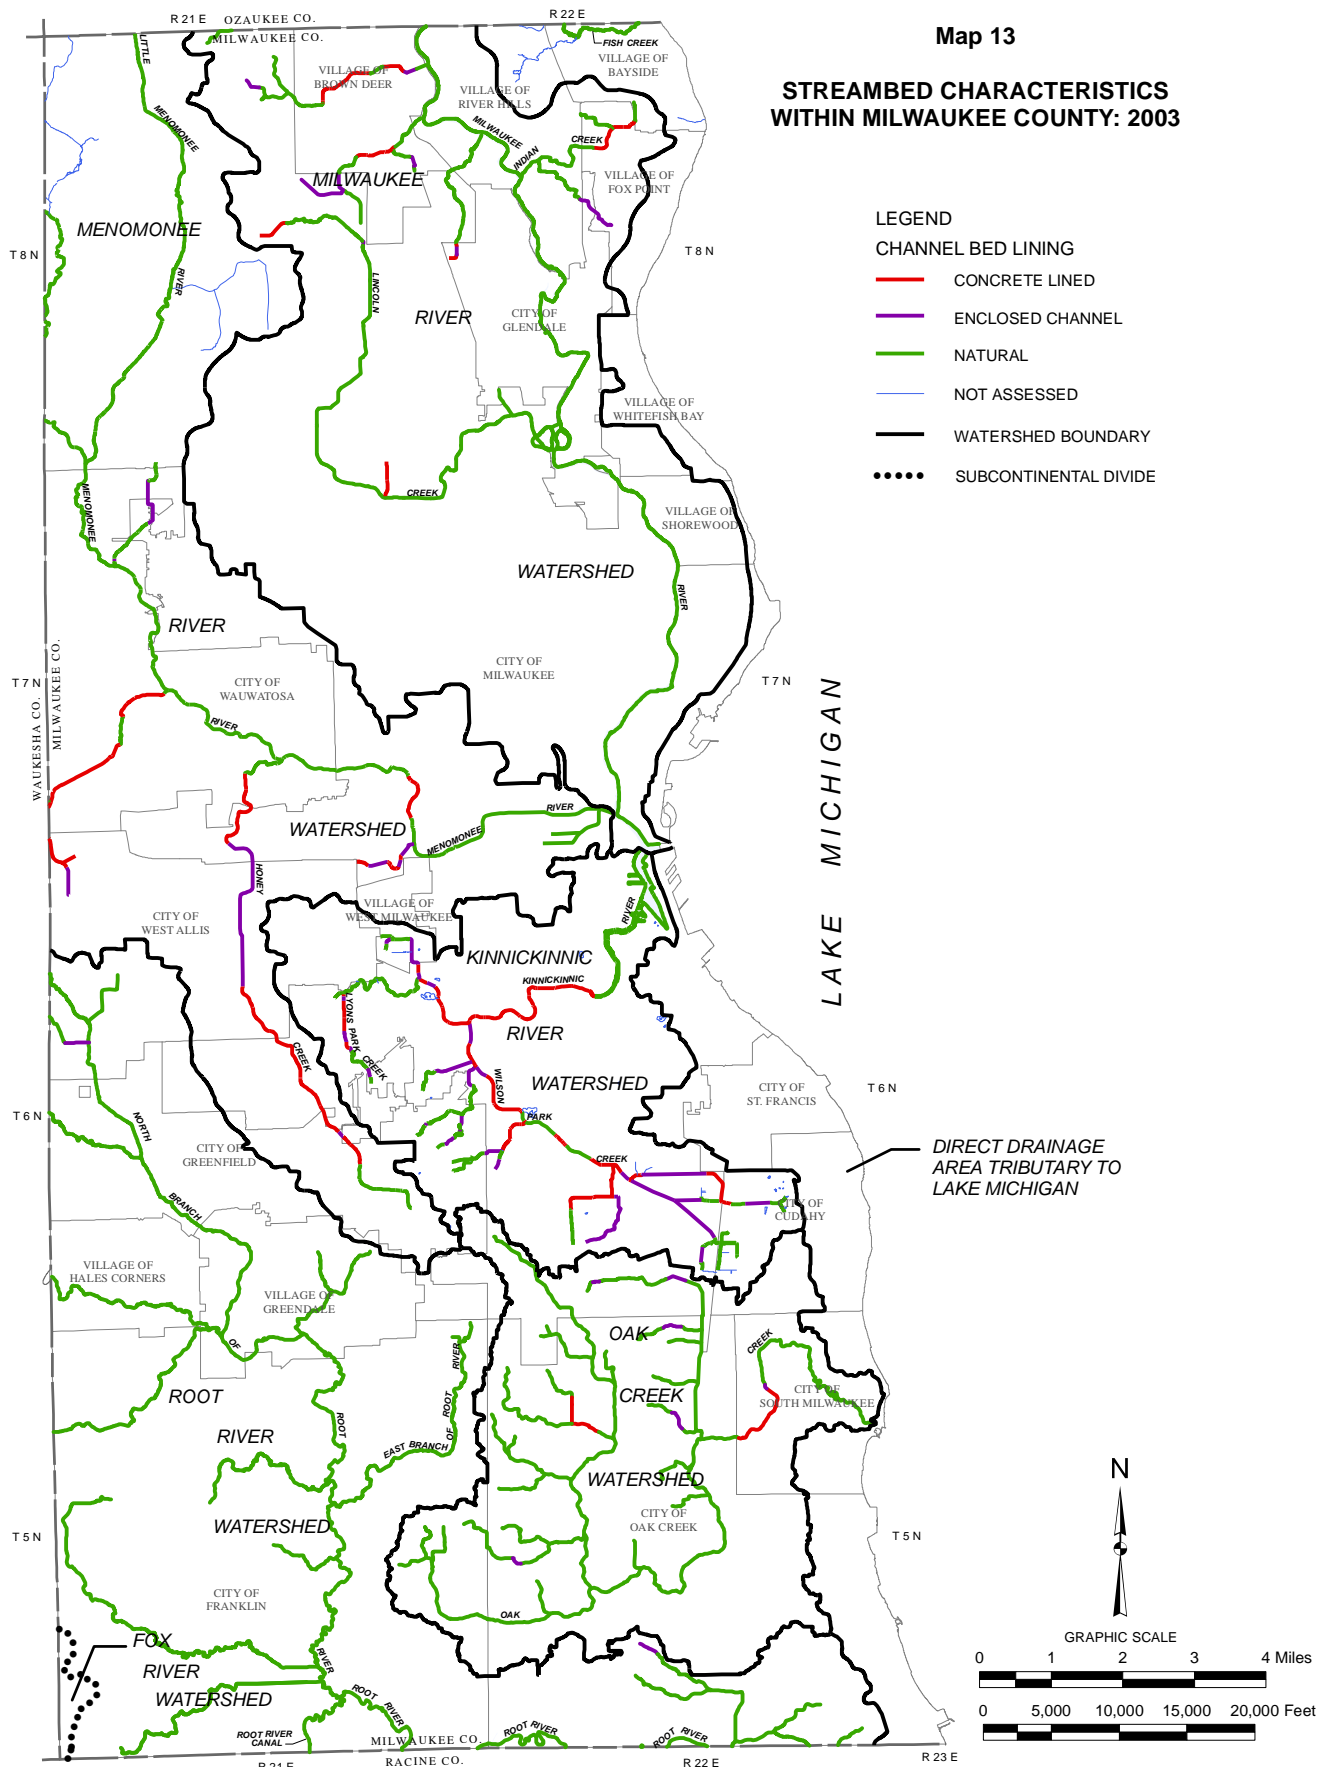 R 21 E
OZAUKEE CO.
MILWAUKEE CO.
R 22 E
Map 13
STREAMBED CHARACTERISTICS
WITHIN MILWAUKEE COUNTY: 2003
LEGEND
CHANNEL BED LINING
CONCRETE LINED
ENCLOSED CHANNEL
NATURAL
NOT ASSESSED
WATERSHED BOUNDARY
SUBCONTINENTAL DIVIDE
LITTLE
MENOMONEE
RIVER
FISH CREEK
VILLAGE OF
BAYSIDE
VILLAGE OF
BROWN DEER
VILLAGE OF
RIVER HILLS
MILWAUKEE
INDIAN
CREEK
VILLAGE OF
FOX POINT
MILWAUKEE
MENOMONEE
T 8 N
T 8 N
LINCOLN
RIVER
CITY OF
GLENDALE
VILLAGE OF
WHITEFISH BAY
CREEK
MENOMONEE
VILLAGE OF
SHOREWOOD
WATERSHED
RIVER
RIVER
CITY OF
MILWAUKEE
CITY OF
WAUWATOSA
T 7 N
T 7 N
WAUKESHA CO.
MILWAUKEE CO.
RIVER
LAKE MICHIGAN
RIVER
WATERSHED
MENOMONEE
HONEY
VILLAGE OF
WEST MILWAUKEE
CITY OF
WEST ALLIS
RIVER
KINNICKINNIC
KINNICKINNIC
LYONS PARK
CREEK
RIVER
CREEK
WATERSHED
WILSON
PARK
CREEK
CITY OF
ST. FRANCIS
T 6 N
T 6 N
NORTH
CITY OF
GREENFIELD
DIRECT DRAINAGE
AREA TRIBUTARY TO
LAKE MICHIGAN
BRANCH
CITY OF
CUDAHY
VILLAGE OF
HALES CORNERS
VILLAGE OF
GREENDALE
OF
OAK
RIVER
CREEK
ROOT
CREEK
CITY OF
SOUTH MILWAUKEE
ROOT
ROOT
RIVER
OF
EAST BRANCH
WATERSHED
CITY OF
OAK CREEK
WATERSHED
T 5 N
T 5 N
N
CITY OF
FRANKLIN
OAK
FOX
RIVER
WATERSHED
RIVER
ROOT RIVER
ROOT RIVER
CANAL
ROOT RIVER
ROOT RIVER
MILWAUKEE CO.
RACINE CO.
R 21 E
R 22 E
R 23 E
GRAPHIC SCALE
0 1 2 3 4 Miles
0 5,000 10,000 15,000 20,000 Feet